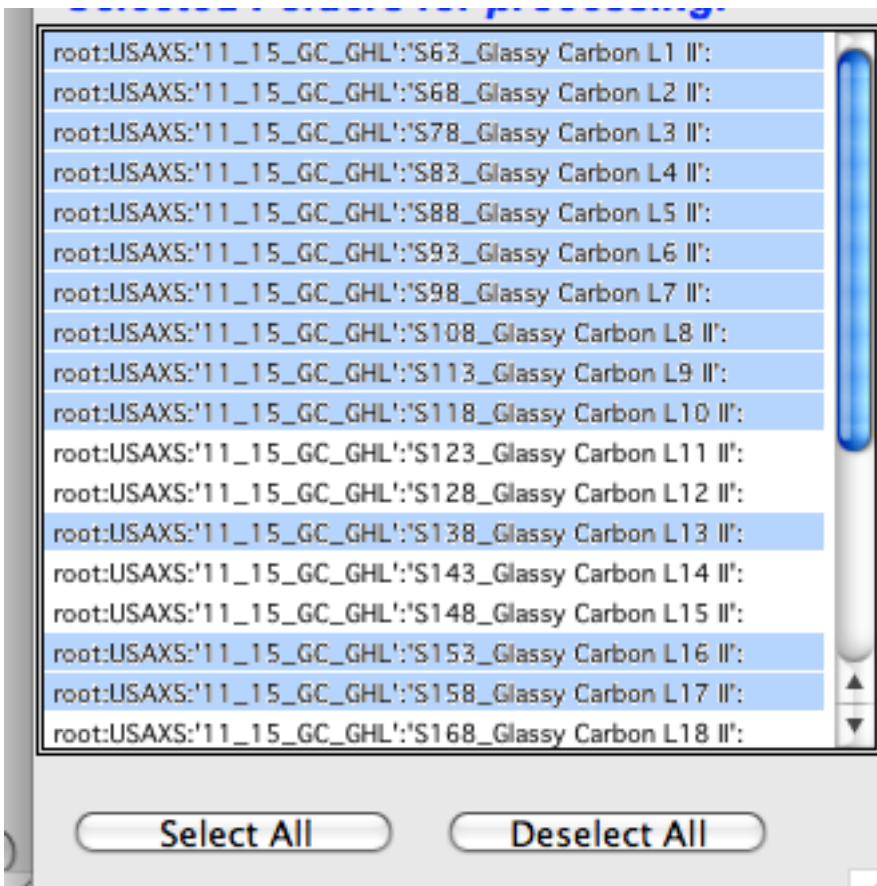 Selected Folders for processing:
root:USAXS:'11_15_GC_GHL':'S63_Glassy Carbon L1 II':
root:USAXS:'11_15_GC_GHL':'S68_Glassy Carbon L2 II':
root:USAXS:'11_15_GC_GHL':'S78_Glassy Carbon L3 II':
root:USAXS:'11_15_GC_GHL':'S83_Glassy Carbon L4 II':
root:USAXS:'11_15_GC_GHL':'S88_Glassy Carbon L5 II':
root:USAXS:'11_15_GC_GHL':'S93_Glassy Carbon L6 II':
root:USAXS:'11_15_GC_GHL':'S98_Glassy Carbon L7 II':
root:USAXS:'11_15_GC_GHL':'S108_Glassy Carbon L8 II':
root:USAXS:'11_15_GC_GHL':'S113_Glassy Carbon L9 II':
root:USAXS:'11_15_GC_GHL':'S118_Glassy Carbon L10 II':
root:USAXS:'11_15_GC_GHL':'S123_Glassy Carbon L11 II':
root:USAXS:'11_15_GC_GHL':'S128_Glassy Carbon L12 II':
root:USAXS:'11_15_GC_GHL':'S138_Glassy Carbon L13 II':
root:USAXS:'11_15_GC_GHL':'S143_Glassy Carbon L14 II':
root:USAXS:'11_15_GC_GHL':'S148_Glassy Carbon L15 II':
root:USAXS:'11_15_GC_GHL':'S153_Glassy Carbon L16 II':
root:USAXS:'11_15_GC_GHL':'S158_Glassy Carbon L17 II':
root:USAXS:'11_15_GC_GHL':'S168_Glassy Carbon L18 II':
Select All
Deselect All